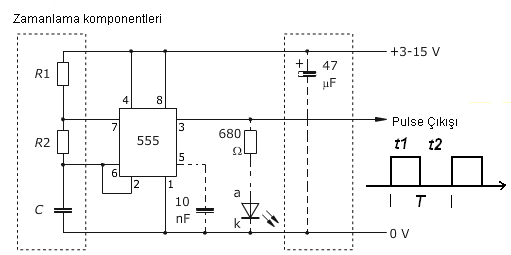 Zamanlama komponentleri
+3-15 V
R1
4
8
+
47
µF
7
3
Pulse Çıkışı
555
680
Ω
R2
t1
t2
5
6
2
1
a
C
10
nF
k
T
0 V